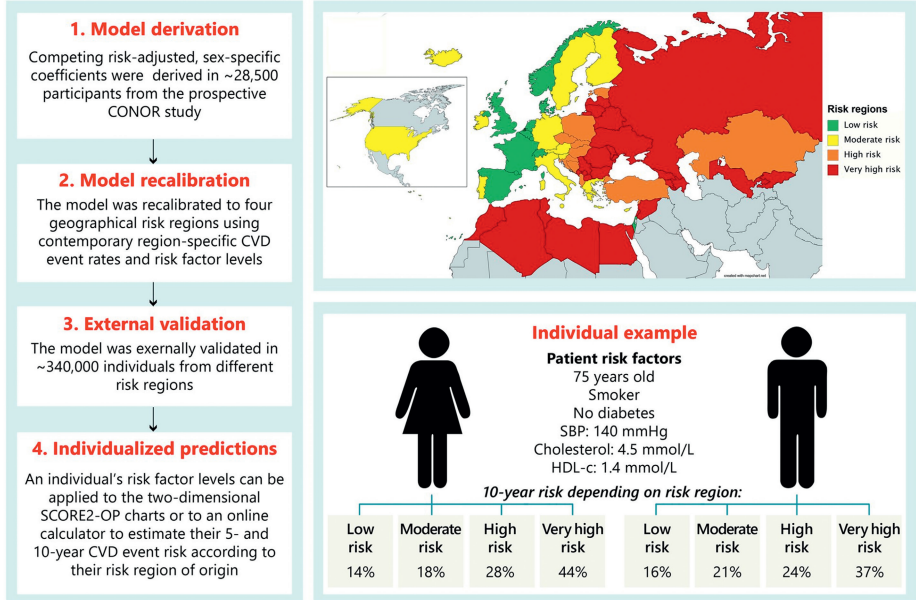 1. Model derivation
Competing risk-adjusted, sex-specific
coefficients were derived in ~28,500
participants from the prospective
CONOR study
2. Model recalibration
The model was recalibrated to four
geographical risk regions using
contemporary region-specific CVD
event rates and risk factor levels
3. External validation
The model was exernally validated in
~340,000 individuals from different
risk regions
4. Individualized predictions
An individual's risk factor levels can be
applied to the two-dimensional
SCORE2-OP charts or to an online
calculator to estimate their 5- and
10-year CVD event risk according to
their risk region of origin
Risk regions
Low risk
Moderate risk
High risk
Very high risk
created with mapchart.net
Individual example
Patient risk factors
75 years old
Smoker
No diabetes
SBP: 140 mmHg
Cholesterol: 4.5 mmol/L
HDL-c: 1.4 mmol/L
10-year risk depending on risk region:
Low risk
14%
Moderate risk
18%
High risk
28%
Very high risk
44%
Low risk
16%
Moderate risk
21%
High risk
24%
Very high risk
37%